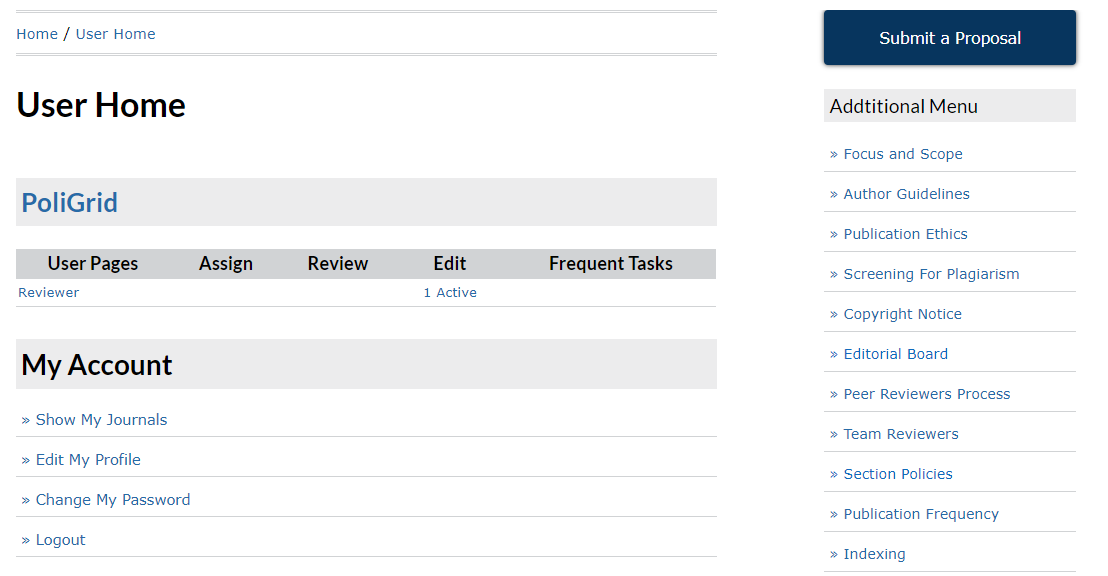 Home / User Home
User Home
PoliGrid
User Pages Assign Review Edit Frequent Tasks
Reviewer 1 Active
My Account
» Show My Journals
» Edit My Profile
» Change My Password
» Logout
Submit a Proposal
Addtitional Menu
» Focus and Scope
» Author Guidelines
» Publication Ethics
» Screening For Plagiarism
» Copyright Notice
» Editorial Board
» Peer Reviewers Process
» Team Reviewers
» Section Policies
» Publication Frequency
» Indexing